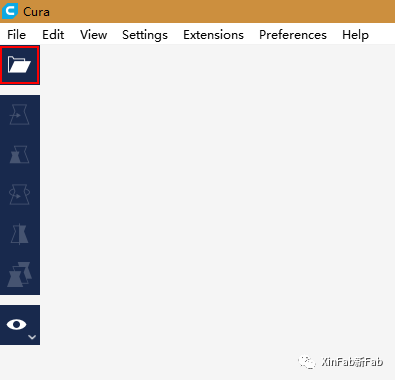 Cura
File Edit View Settings Extensions Preferences Help
XinFab新Fab